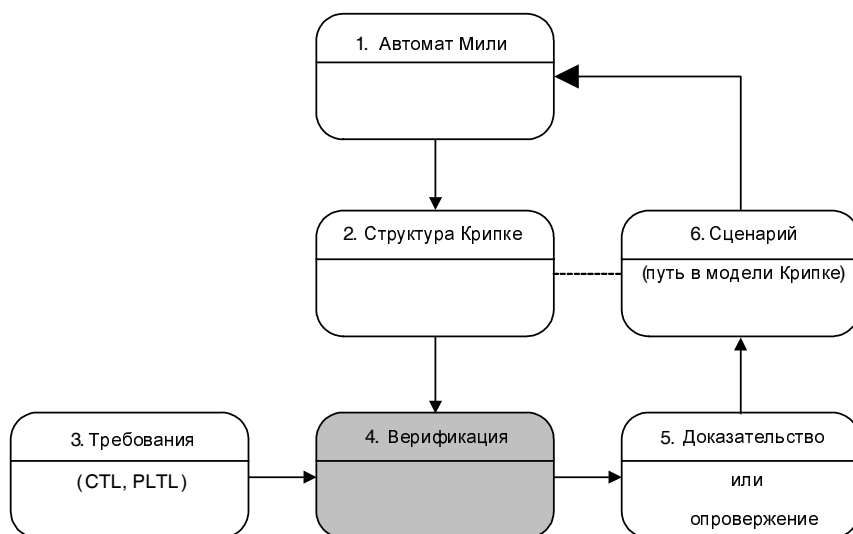 1. Автомат Мили
2. Структура Крипке
6. Сценарий
(путь в модели Крипке)
3. Требования
(CTL, PLTL)
4. Верификация
5. Доказательство
или
опровержение